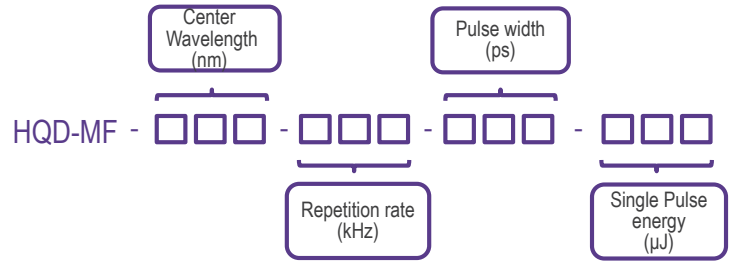 Center
Wavelength
(nm)
Pulse width
(ps)
HQD-MF - □□□ - □□□ - □□□ - □□□
Repetition rate
(kHz)
Single Pulse
energy
(µJ)